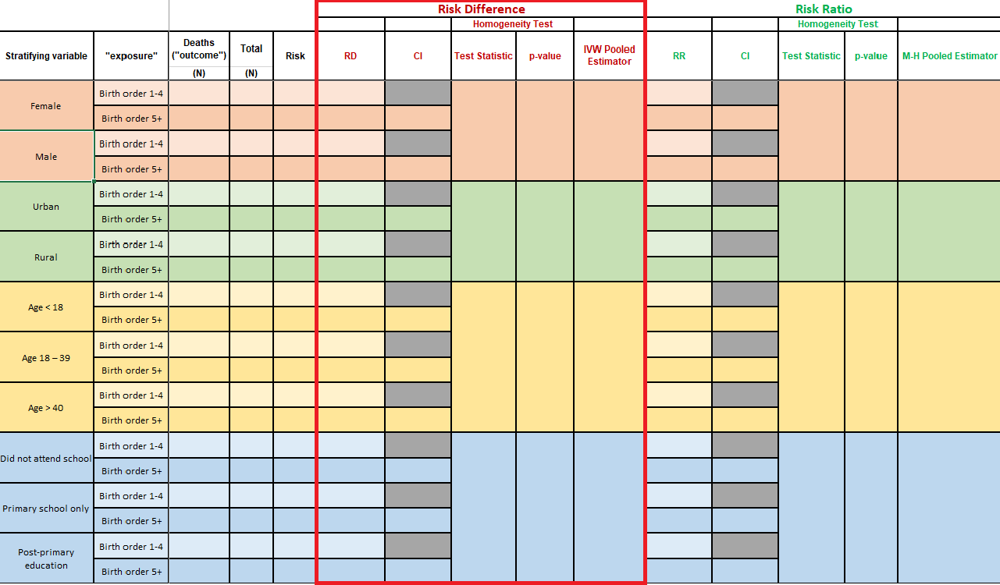 Risk Difference Risk Ratio
Homogeneity Test Homogeneity Test
Stratifying variable "exposure" Deaths ("outcome") Total Risk RD CI Test Statistic p-value IVW Pooled Estimator RR CI Test Statistic p-value M-H Pooled Estimator
(N) (N)
Female Birth order 1-4
Birth order 5+
Male Birth order 1-4
Birth order 5+
Urban Birth order 1-4
Birth order 5+
Rural Birth order 1-4
Birth order 5+
Age < 18 Birth order 1-4
Birth order 5+
Age 18 – 39 Birth order 1-4
Birth order 5+
Age > 40 Birth order 1-4
Birth order 5+
Did not attend school Birth order 1-4
Birth order 5+
Primary school only Birth order 1-4
Birth order 5+
Post-primary education Birth order 1-4
Birth order 5+